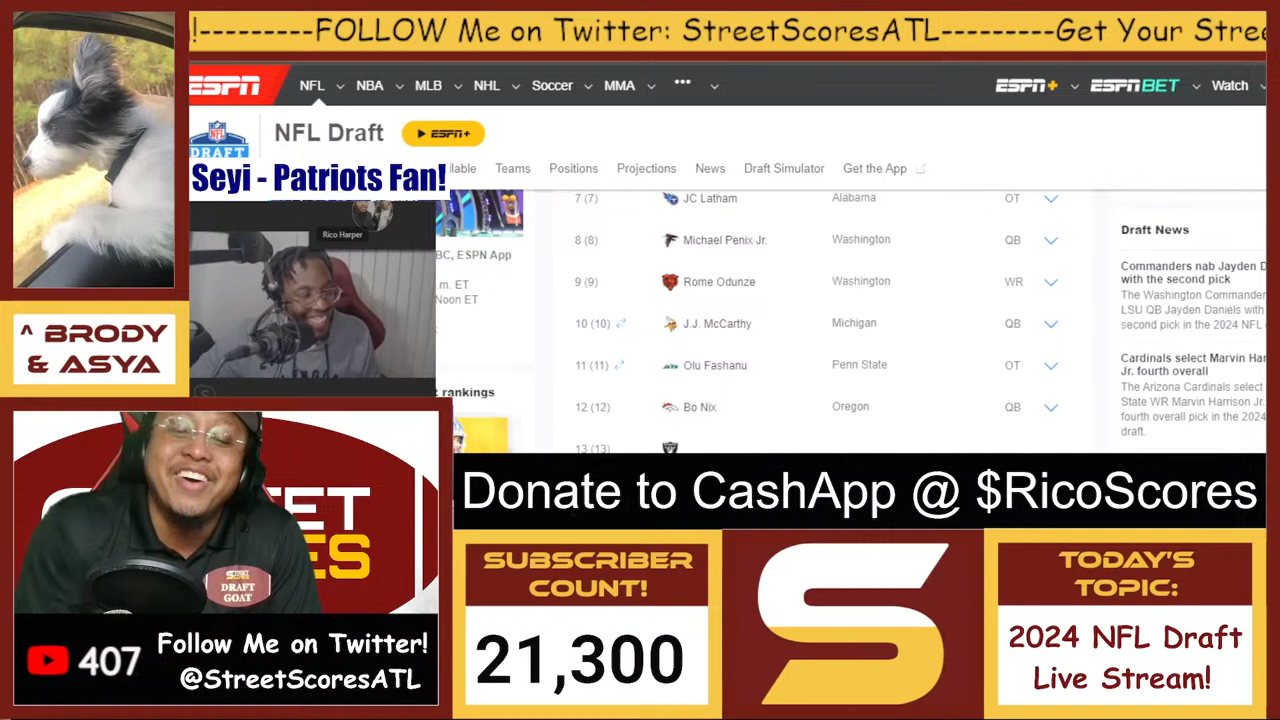 !---------FOLLOW Me on Twitter: StreetScoresATL---------Get Your Stree
ESPN NFL NBA MLB NHL Soccer MMA ••• ESPN+ ESPN BET Watch
NFL DRAFT NFL Draft ESPN+
ilable Teams Positions Projections News Draft Simulator Get the App
Seyi - Patriots Fan!
Rico Harper
BC, ESPN App
.m. ET
Noon ET
rankings
7 (7) JC Latham Alabama OT
8 (8) Michael Penix Jr. Washington QB
9 (9) Rome Odunze Washington WR
10 (10) J.J. McCarthy Michigan QB
11 (11) Olu Fashanu Penn State OT
12 (12) Bo Nix Oregon QB
13 (13)
Draft News
Commanders nab Jayden D
with the second pick
The Washington Commander
LSU QB Jayden Daniels with
second pick in the 2024 NFL
Cardinals select Marvin Har
Jr. fourth overall
The Arizona Cardinals select
State WR Marvin Harrison Jr.
fourth overall pick in the 2024
draft.
^ BRODY
& ASYA
STREET
SCORES
DRAFT
GOAT
407 Follow Me on Twitter!
@StreetScoresATL
Donate to CashApp @ $RicoScores
SUBSCRIBER
COUNT!
21,300
S
TODAY'S
TOPIC:
2024 NFL Draft
Live Stream!